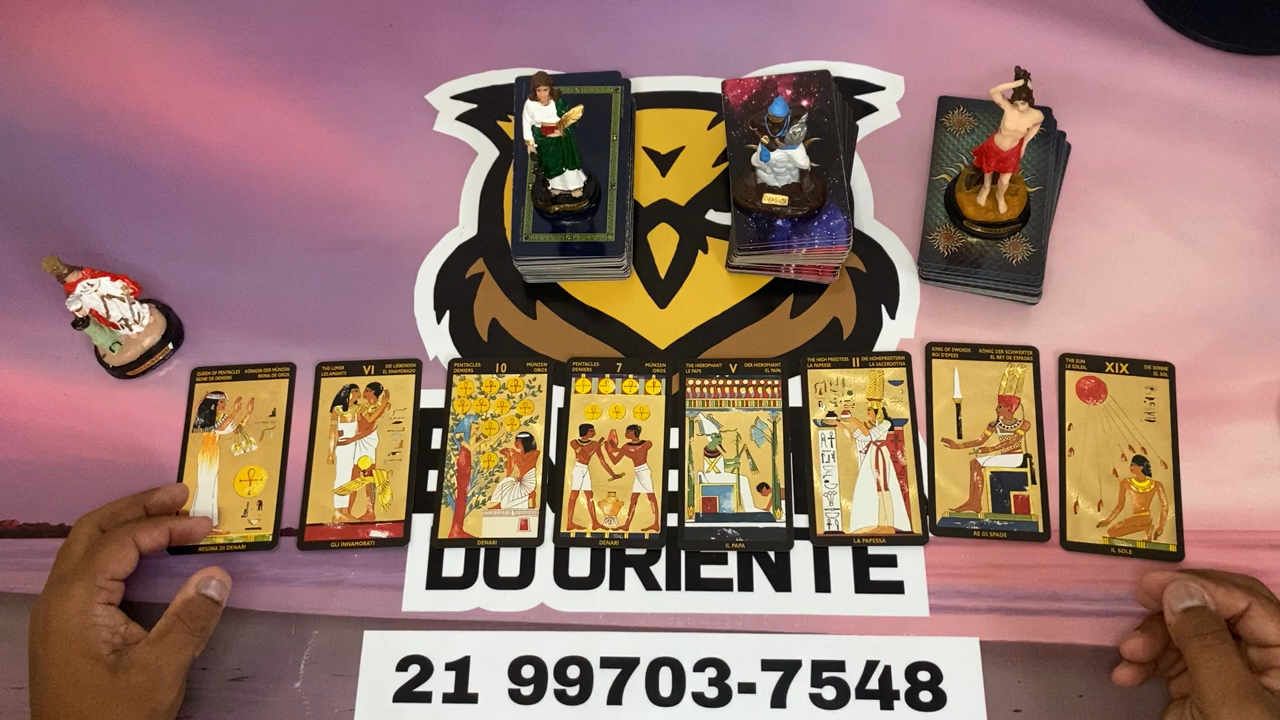 QUEEN OF PENTACLES KÖNIGIN DER MÜNZEN
REINE DE DENIERS REINA DE OROS
REGINA DI DENARI
THE LOVER VI DIE LIEBENDEN
LES AMANTS EL ENAMORADO
GLI INNAMORATI
PENTACLES 10 MÜNZEN
DENIERS OROS
DENARI
PENTACLES 7 MÜNZEN
DENIERS OROS
DENARI
THE HIEROPHANT V DER HIEROPHANT
LE PAPE EL PAPA
IL PAPA
THE HIGH PRIESTESS II DIE HOHEPRIESTERIN
LA PAPESSE LA SACERDOTISA
LA PAPESSA
KING OF SWORDS KÖNIG DER SCHWERTER
ROI D'EPEES EL REY DE ESPADAS
RE DI SPADE
THE SUN XIX DIE SONNE
LE SOLEIL EL SOL
IL SOLE
DO ORIENTE
21 99703-7548